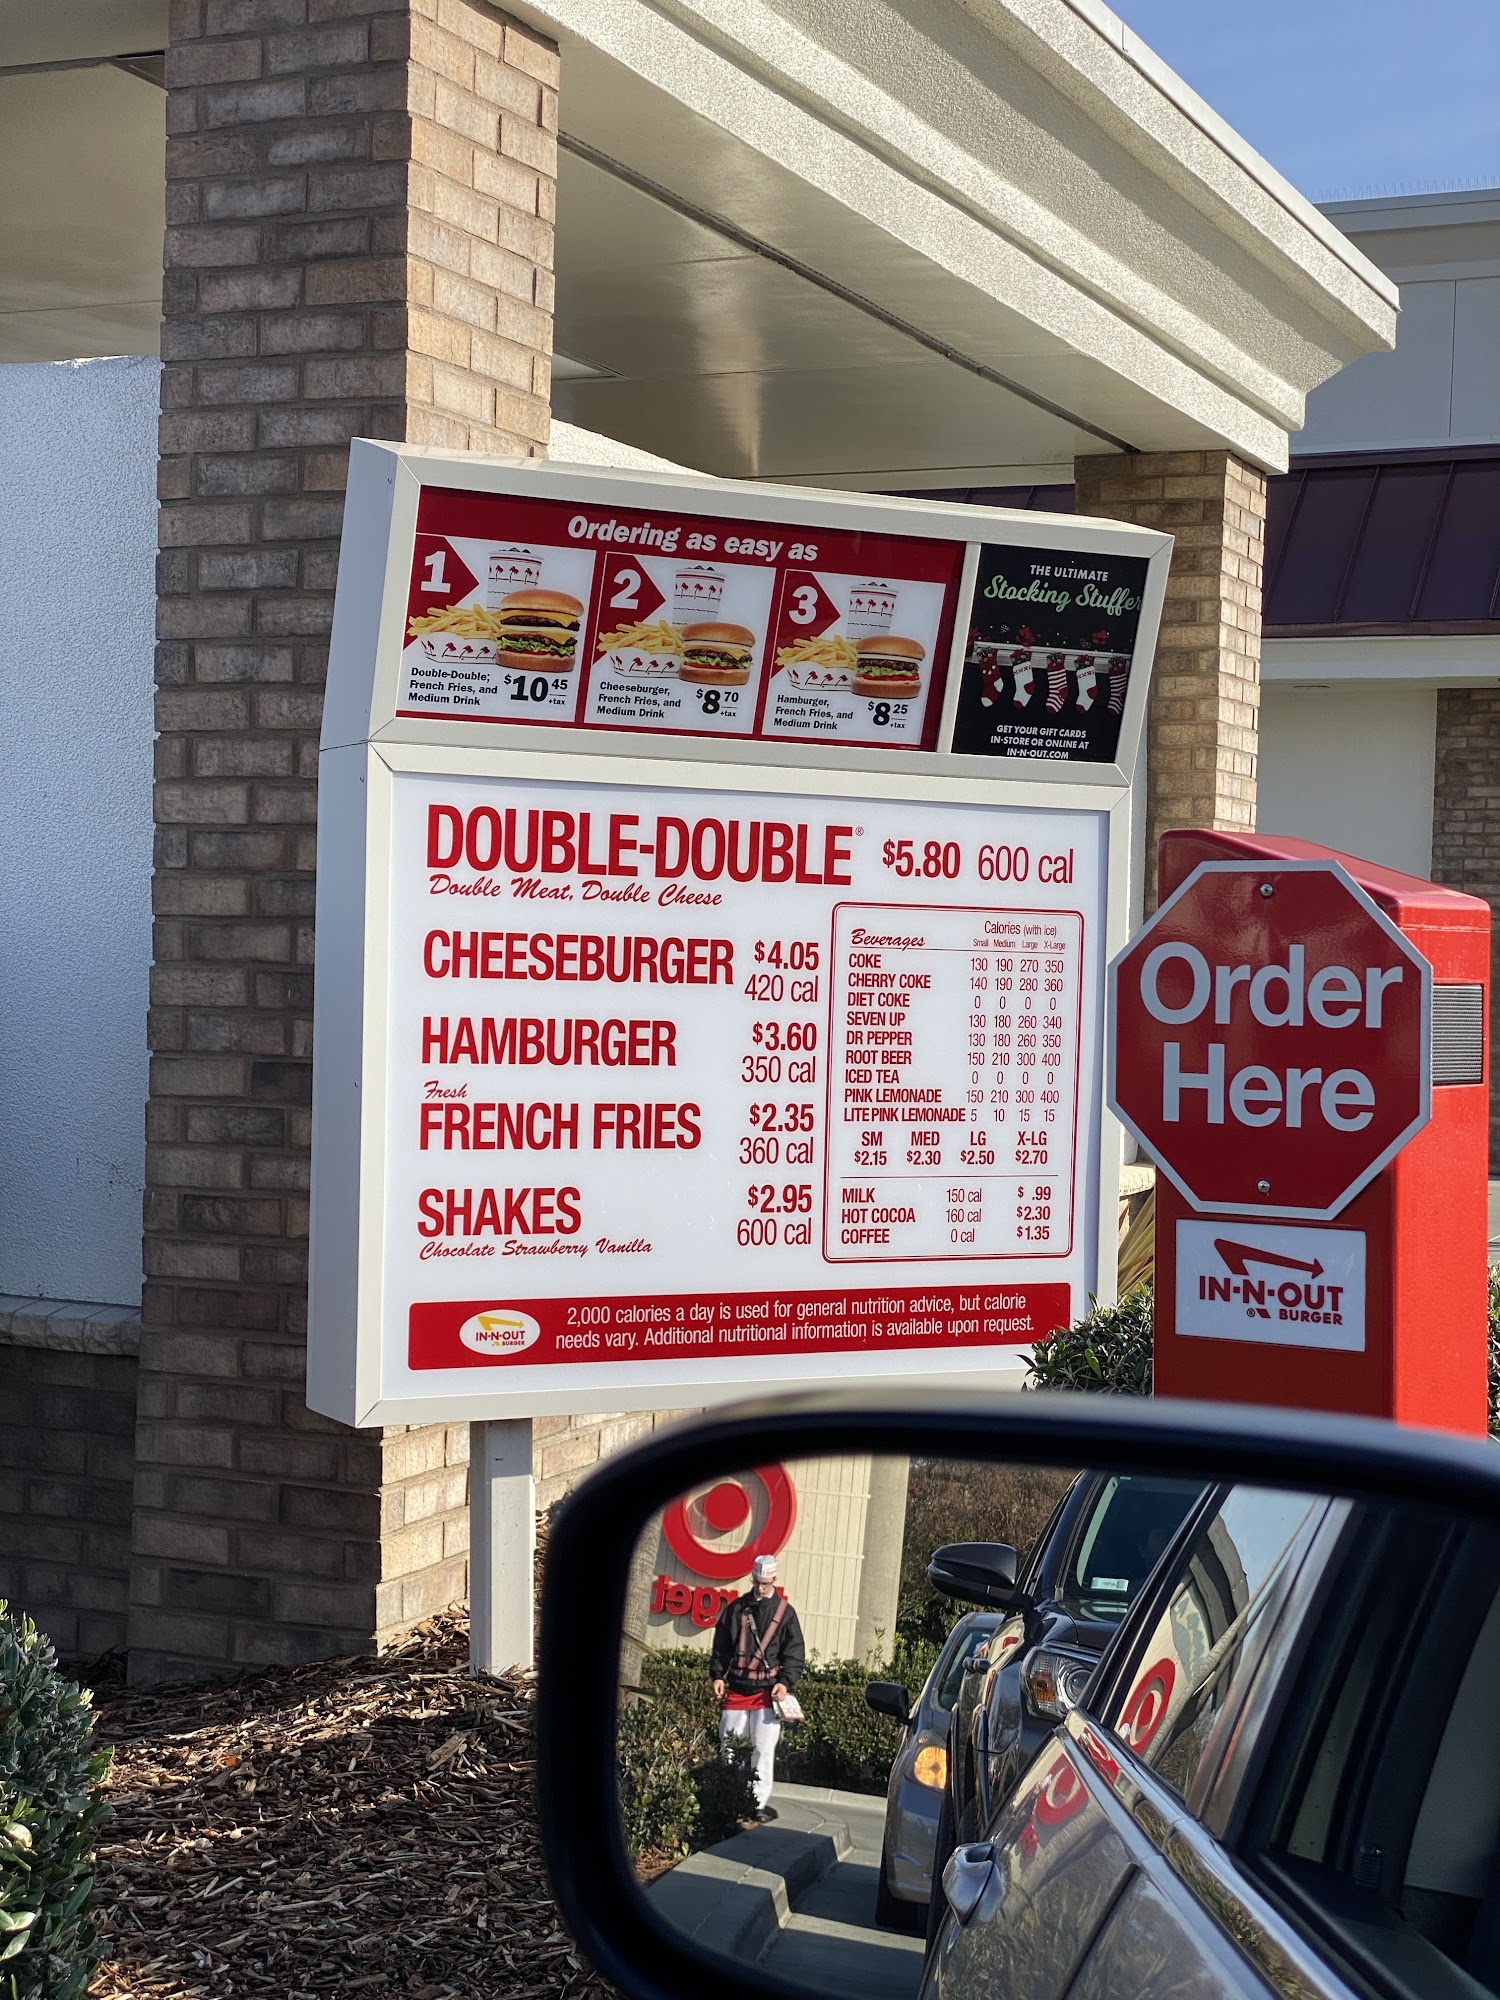 Ordering as easy as
1
Double-Double,
French Fries, and
Medium Drink
$10 45
+tax
2
Cheeseburger,
French Fries, and
Medium Drink
$8 70
+tax
3
Hamburger,
French Fries, and
Medium Drink
$8 25
+tax
THE ULTIMATE
Stocking Stuffer
GET YOUR GIFT CARDS
IN-STORE OR ONLINE AT
IN-N-OUT.COM
DOUBLE-DOUBLE® $5.80 600 cal
Double Meat, Double Cheese
CHEESEBURGER $4.05
420 cal
HAMBURGER $3.60
350 cal
Fresh
FRENCH FRIES $2.35
360 cal
SHAKES $2.95
600 cal
Chocolate Strawberry Vanilla
Beverages Calories (with ice)
Small Medium Large X-Large
COKE 130 190 270 350
CHERRY COKE 140 190 280 360
DIET COKE 0 0 0 0
SEVEN UP 130 180 260 340
DR PEPPER 130 180 260 350
ROOT BEER 150 210 300 400
ICED TEA 0 0 0 0
PINK LEMONADE 150 210 300 400
LITE PINK LEMONADE 5 10 15 15
SM MED LG X-LG
$2.15 $2.30 $2.50 $2.70
MILK 150 cal $ .99
HOT COCOA 160 cal $2.30
COFFEE 0 cal $1.35
IN-N-OUT
BURGER
2,000 calories a day is used for general nutrition advice, but calorie
needs vary. Additional nutritional information is available upon request.
Order
Here
IN-N-OUT
® BURGER